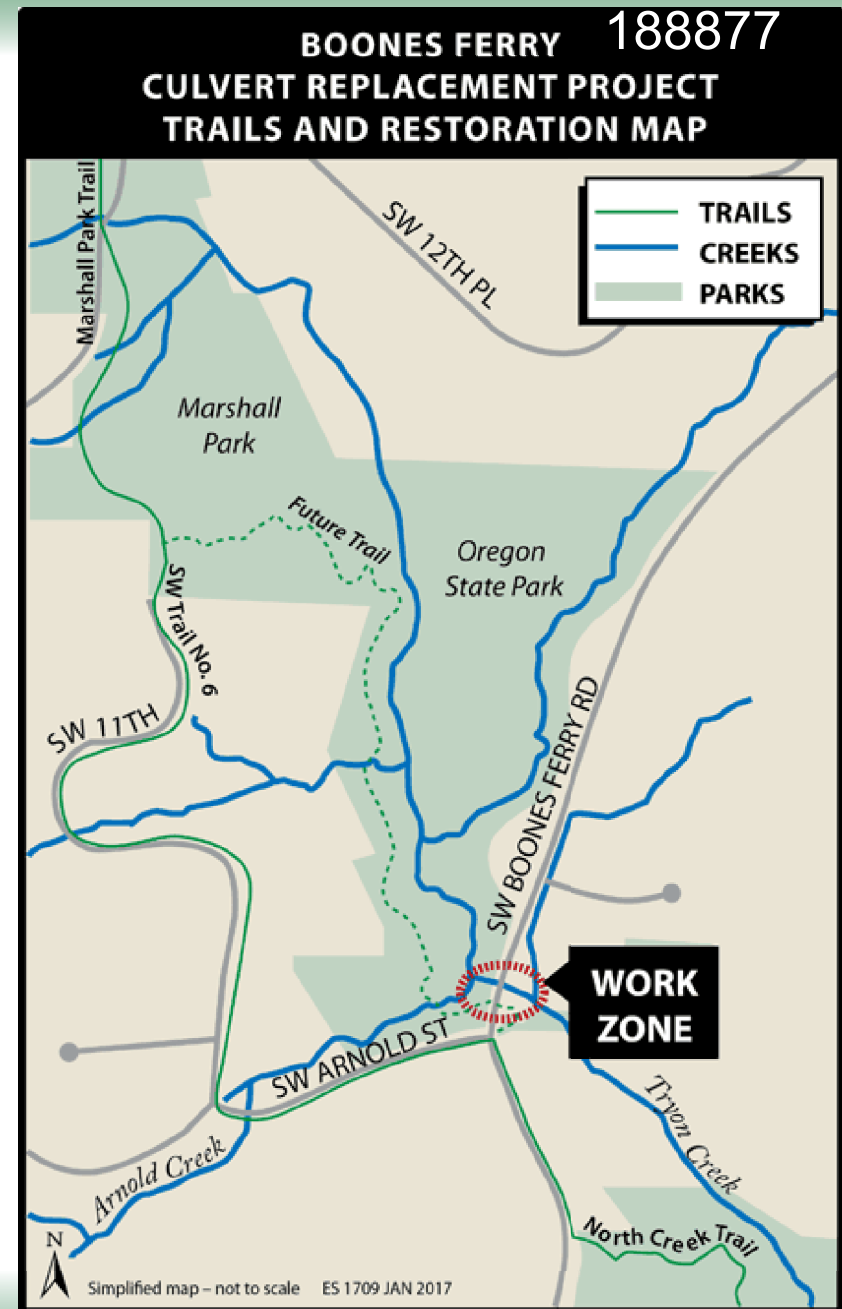 188877
BOONES FERRY
CULVERT REPLACEMENT PROJECT
TRAILS AND RESTORATION MAP
TRAILS
CREEKS
PARKS
Marshall Park Trail
SW 12TH PL
Marshall
Park
Future Trail
Oregon
State Park
SW Trail No. 6
SW 11TH
SW BOONES FERRY RD
WORK
ZONE
SW ARNOLD ST
Arnold Creek
Tryon Creek
North Creek Trail
N
Simplified map – not to scale ES 1709 JAN 2017